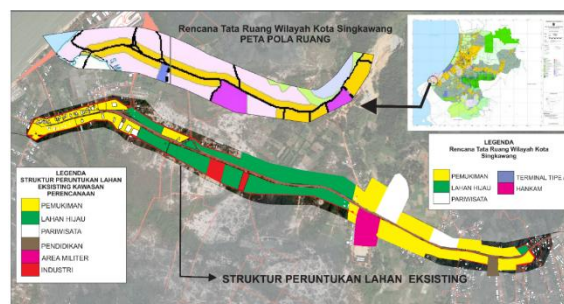 Rencana Tata Ruang Wilayah Kota Singkawang
PETA POLA RUANG
LEGENDA
Rencana Tata Ruang Wilayah Kota
Singkawang
PEMUKIMAN
LAHAN HIJAU
PARIWISATA
TERMINAL TIPE A
HANKAM
LEGENDA
STRUKTUR PERUNTUKAN LAHAN
EKSISTING KAWASAN
PERENCANAAN
PEMUKIMAN
LAHAN HIJAU
PARIWISATA
PENDIDIKAN
AREA MILITER
INDUSTRI
STRUKTUR PERUNTUKAN LAHAN EKSISTING